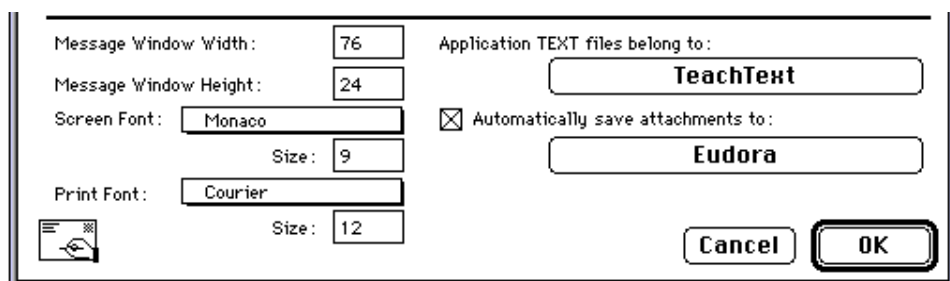 Message Window Width: 76
Message Window Height: 24
Screen Font: Monaco
Size: 9
Print Font: Courier
Size: 12
Application TEXT files belong to:
TeachText
Automatically save attachments to:
Eudora
Cancel OK